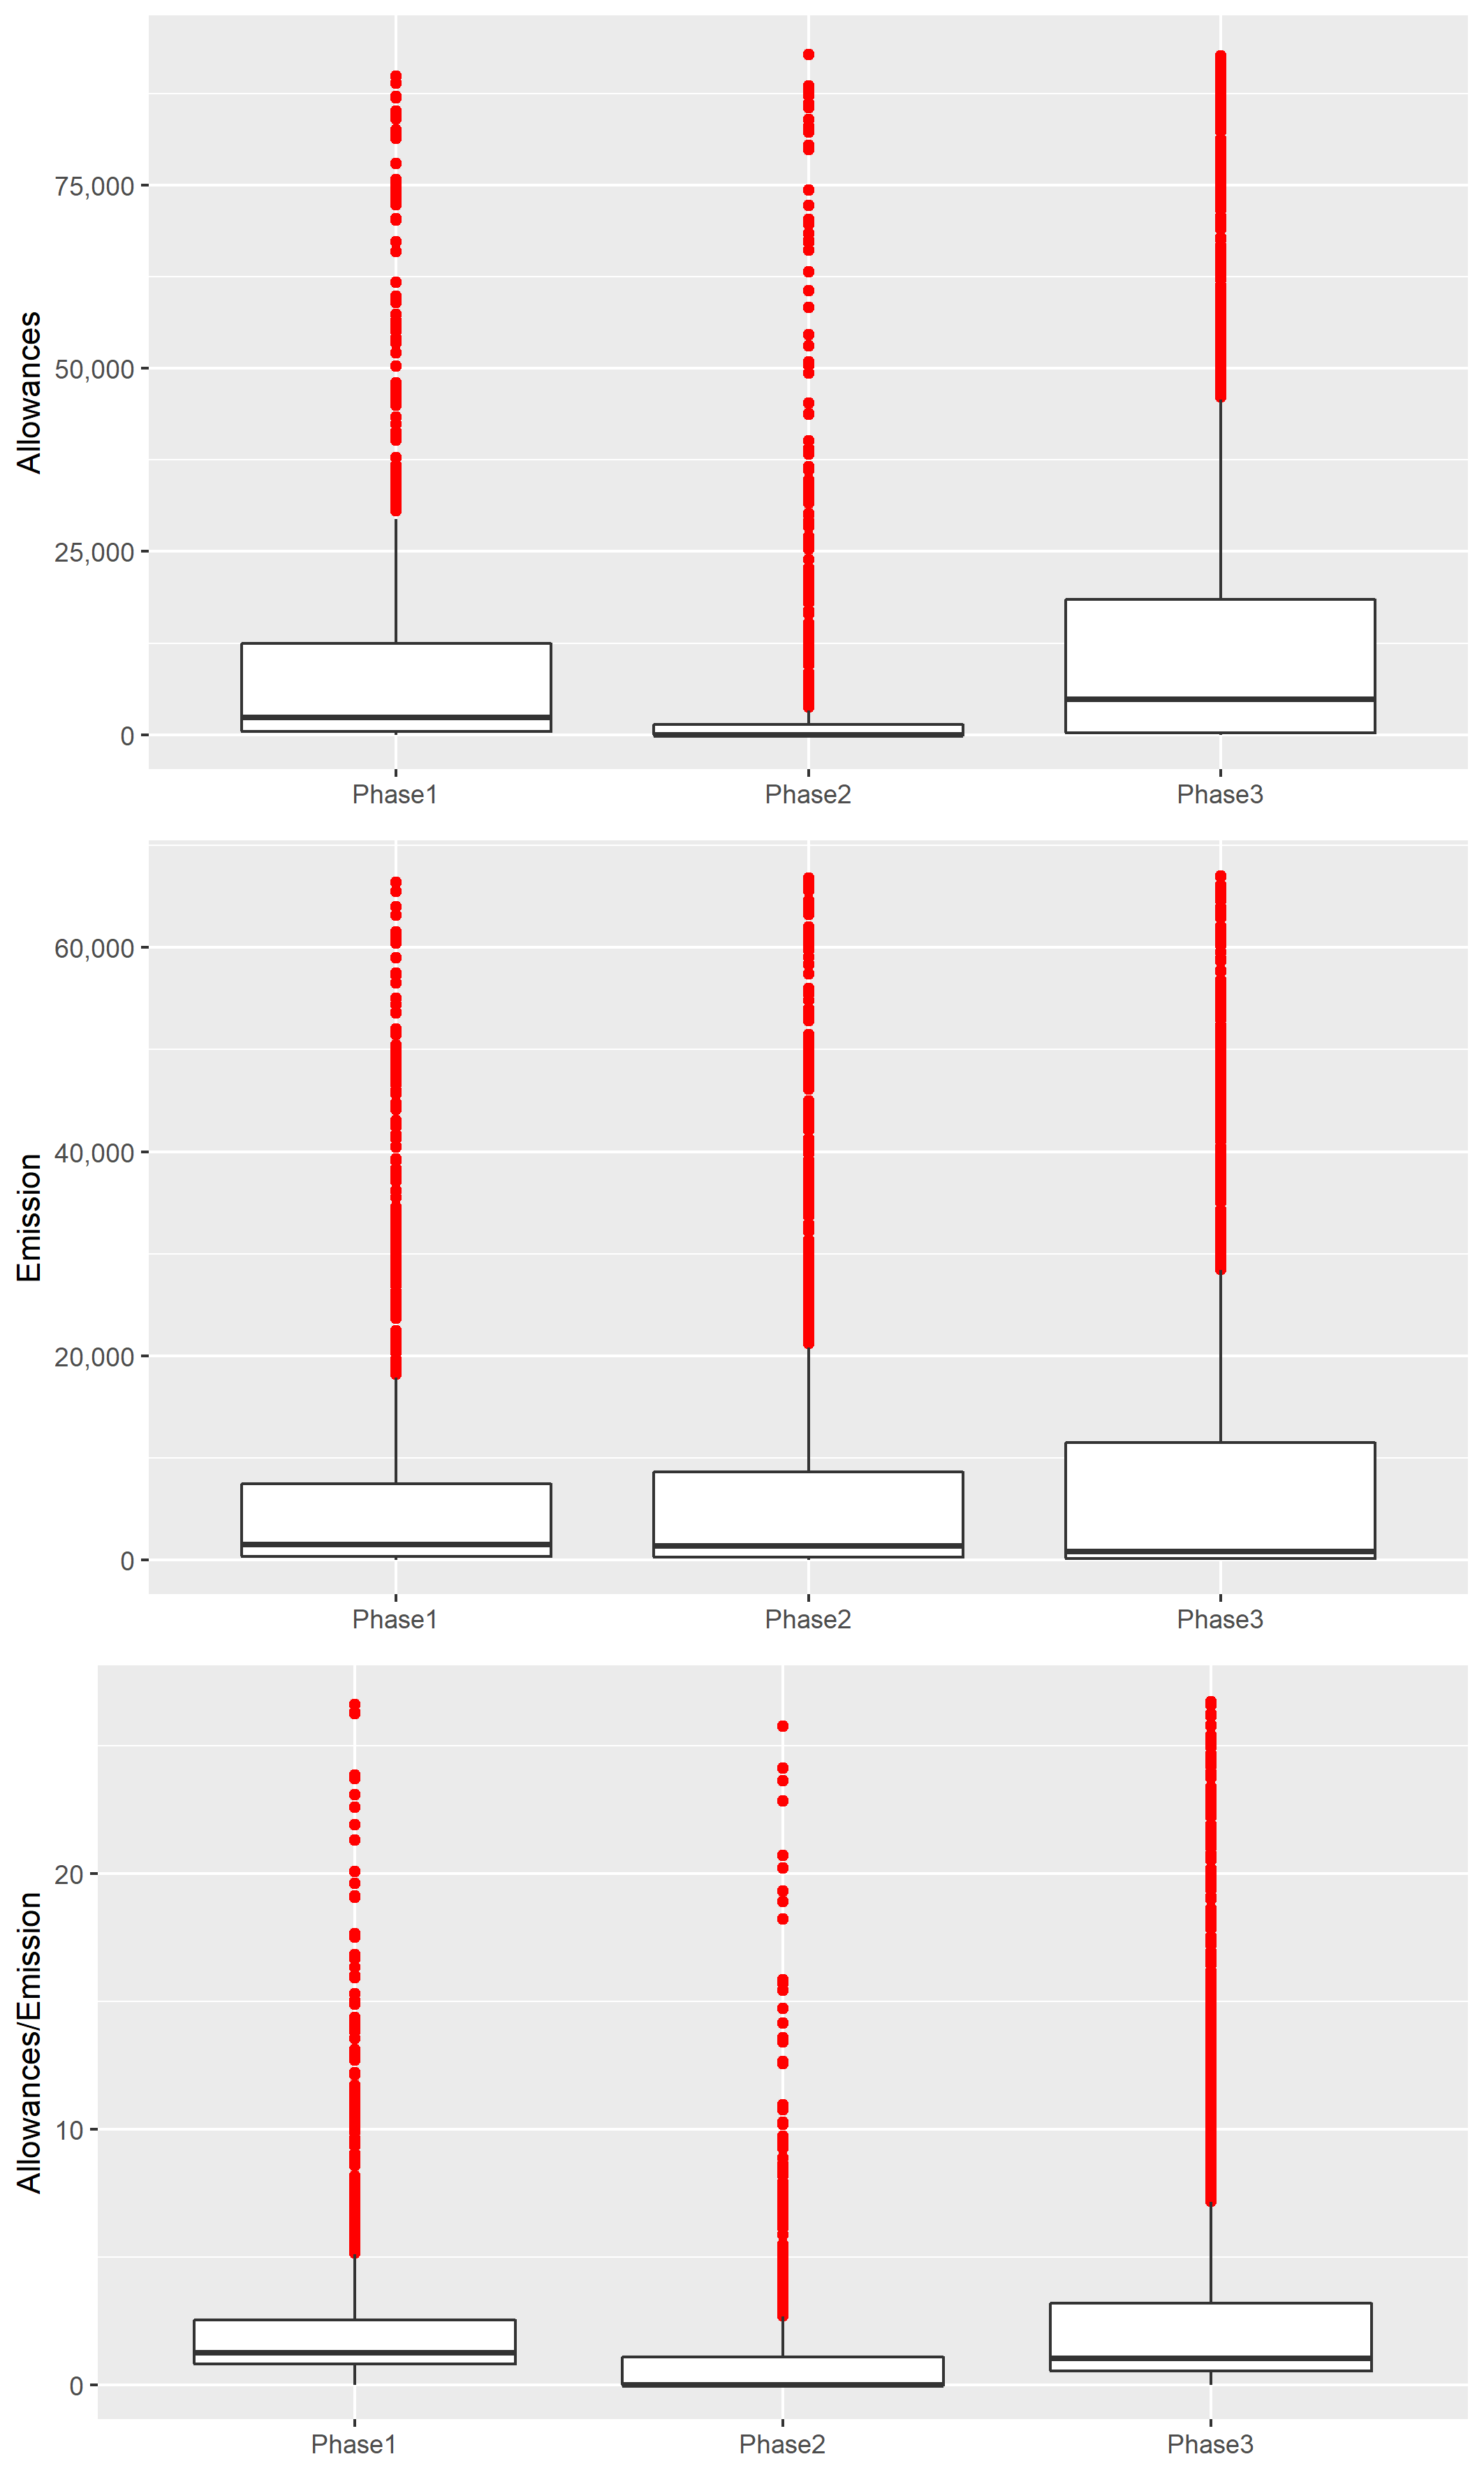 Allowances
75,000
50,000
25,000
0
Phase1 Phase2 Phase3
Emission
60,000
40,000
20,000
0
Phase1 Phase2 Phase3
Allowances/Emission
20
10
0
Phase1 Phase2 Phase3